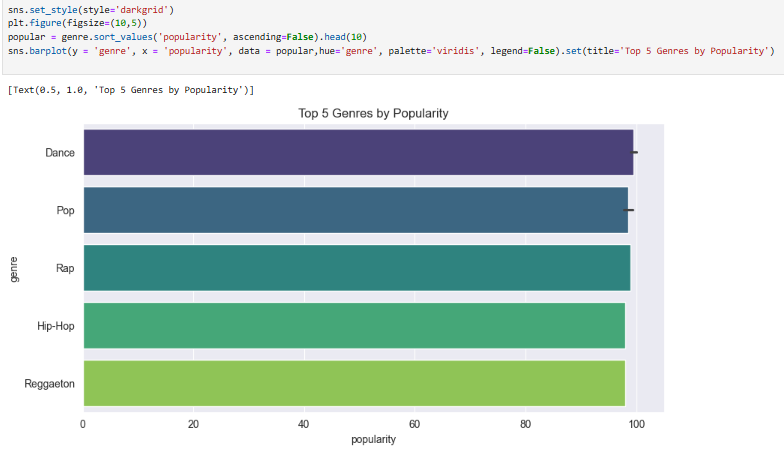 sns.set_style(style='darkgrid')
plt.figure(figsize=(10,5))
popular = genre.sort_values('popularity', ascending=False).head(10)
sns.barplot(y = 'genre', x = 'popularity', data = popular,hue='genre', palette='viridis', legend=False).set(title='Top 5 Genres by Popularity')
[Text(0.5, 1.0, 'Top 5 Genres by Popularity')]
Top 5 Genres by Popularity
Dance
Pop
Rap
Hip-Hop
Reggaeton
genre
0 20 40 60 80 100
popularity